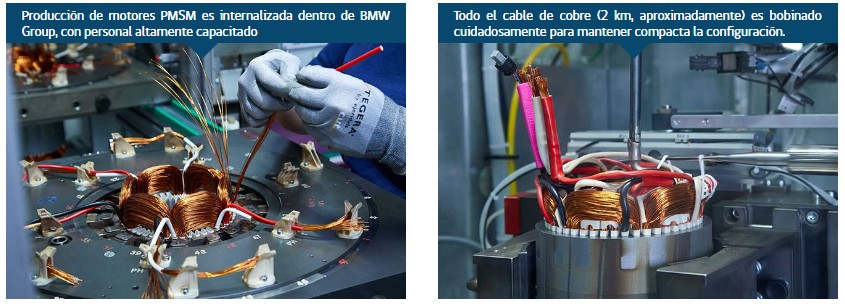 Producción de motores PMSM es internalizada dentro de BMW
Group, con personal altamente capacitado
Todo el cable de cobre (2 km, aproximadamente) es bobinado
cuidadosamente para mantener compacta la configuración.
TEGERA
PH